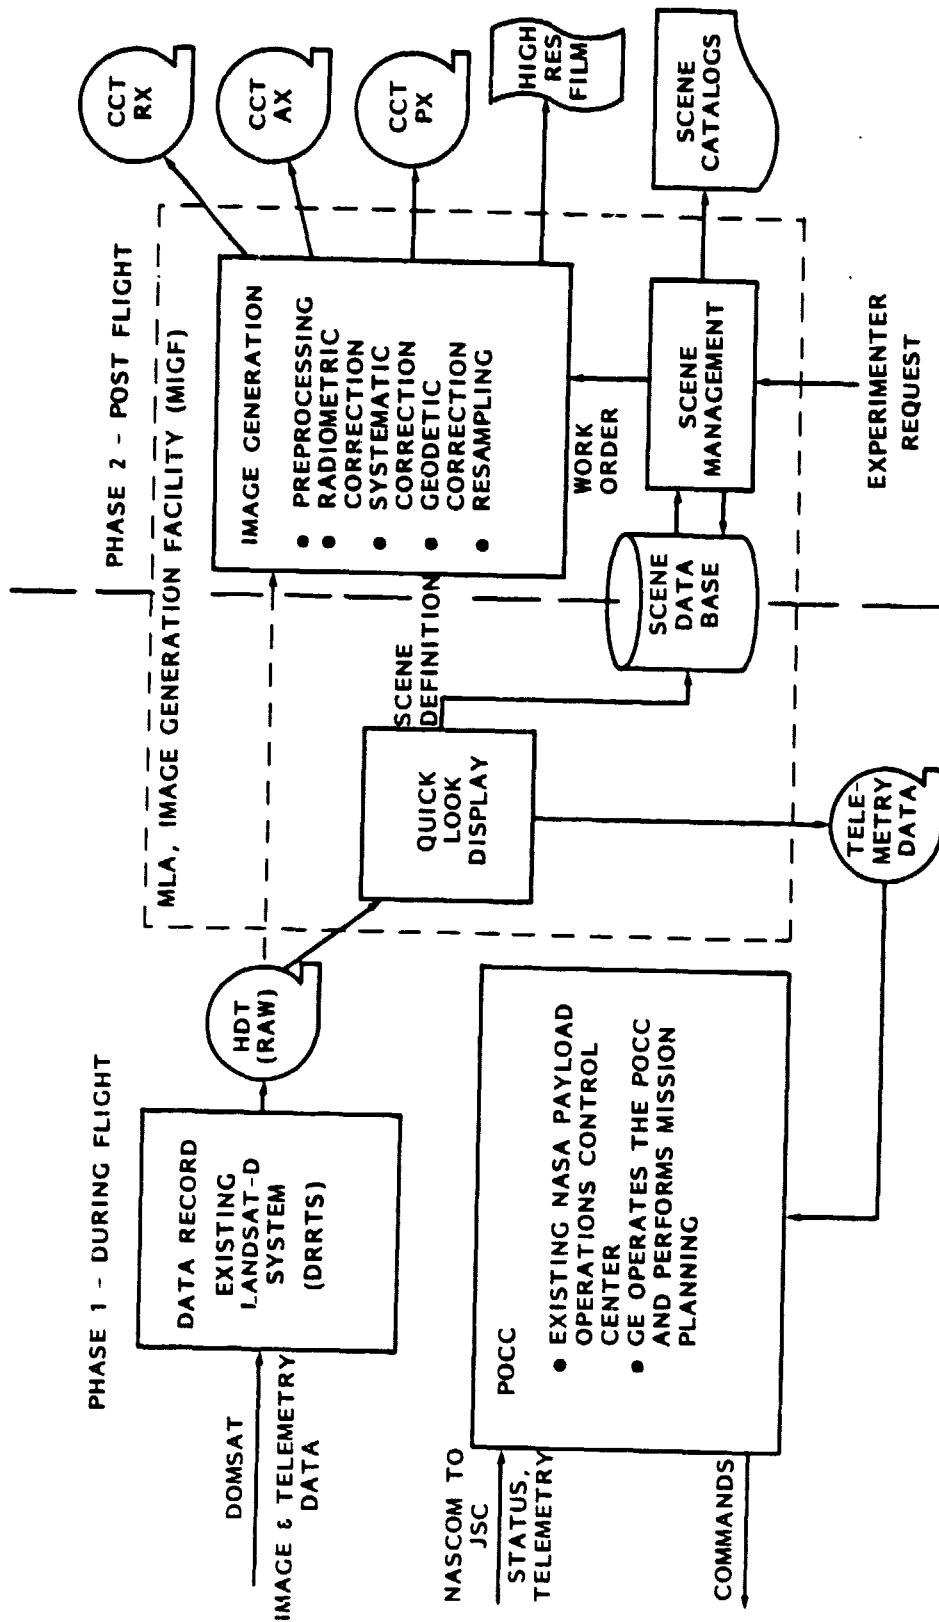 PHASE 1 - DURING FLIGHT
PHASE 2 - POST FLIGHT
MLA, IMAGE GENERATION FACILITY (MIGF)
DOMSAT
IMAGE & TELEMETRY
DATA
DATA RECORD
EXISTING
LANDSAT-D
SYSTEM
(DRRTS)
HDT
(RAW)
QUICK
LOOK
DISPLAY
SCENE
DEFINITION
IMAGE GENERATION
● PREPROCESSING
● RADIOMETRIC
CORRECTION
● SYSTEMATIC
CORRECTION
● GEODETIC
CORRECTION
● RESAMPLING
CCT
RX
CCT
AX
CCT
PX
HIGH
RES
FILM
WORK
ORDER
SCENE
DATA
BASE
SCENE
MANAGEMENT
SCENE
CATALOGS
EXPERIMENTER
REQUEST
NASCOM TO
JSC
STATUS,
TELEMETRY
COMMANDS
POCC
● EXISTING NASA PAYLOAD
OPERATIONS CONTROL
CENTER
● GE OPERATES THE POCC
AND PERFORMS MISSION
PLANNING
TELE-
METRY
DATA